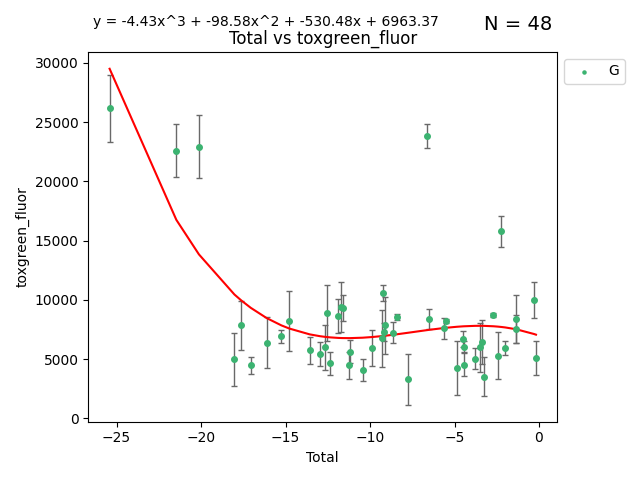 y = -4.43x^3 + -98.58x^2 + -530.48x + 6963.37
N = 48
Total vs toxgreen_fluor
G
toxgreen_fluor
30000
25000
20000
15000
10000
5000
0
−25
−20
−15
−10
−5
0
Total